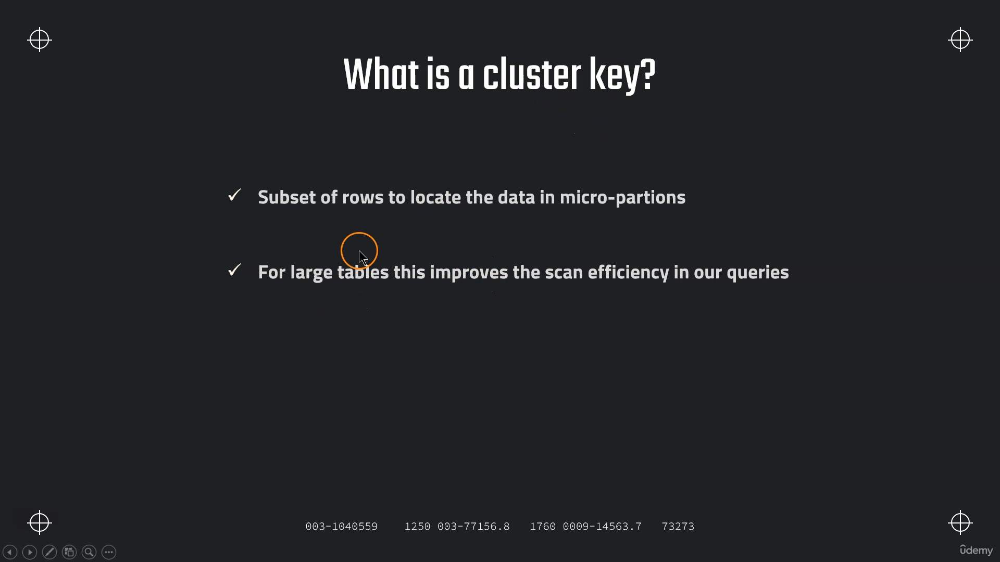 What is a cluster key?
✓ Subset of rows to locate the data in micro-partions
✓ For large tables this improves the scan efficiency in our queries
003-1040559 1250 003-77156.8 1760 0009-14563.7 73273
ûdemy